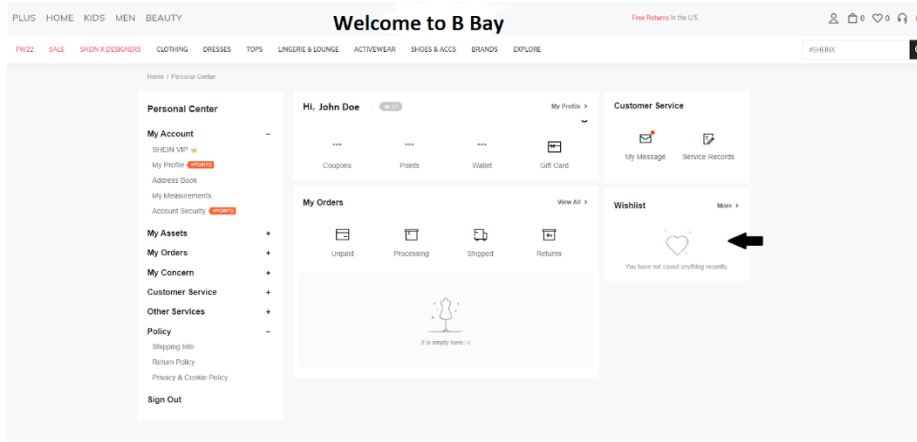 PLUS HOME KIDS MEN BEAUTY
Welcome to B Bay
Free Returns In the U.S.
0 0
FW22 SALE SHEIN X DESIGNERS CLOTHING DRESSES TOPS LINGERIE & LOUNGE ACTIVEWEAR SHOES & ACCS BRANDS EXPLORE
#SHEINX
Home / Personal Center
Personal Center
My Account −
SHEIN VIP
My Profile +POINTS
Address Book
My Measurements
Account Security +POINTS
My Assets +
My Orders +
My Concern +
Customer Service +
Other Services +
Policy −
Shipping Info
Return Policy
Privacy & Cookie Policy
Sign Out
Hi, John Doe
My Profile >
Coupons Points Wallet Gift Card
My Orders View All >
Unpaid Processing Shipped Returns
It is empty here :-(
Customer Service
My Message Service Records
Wishlist More >
You have not saved anything recently.